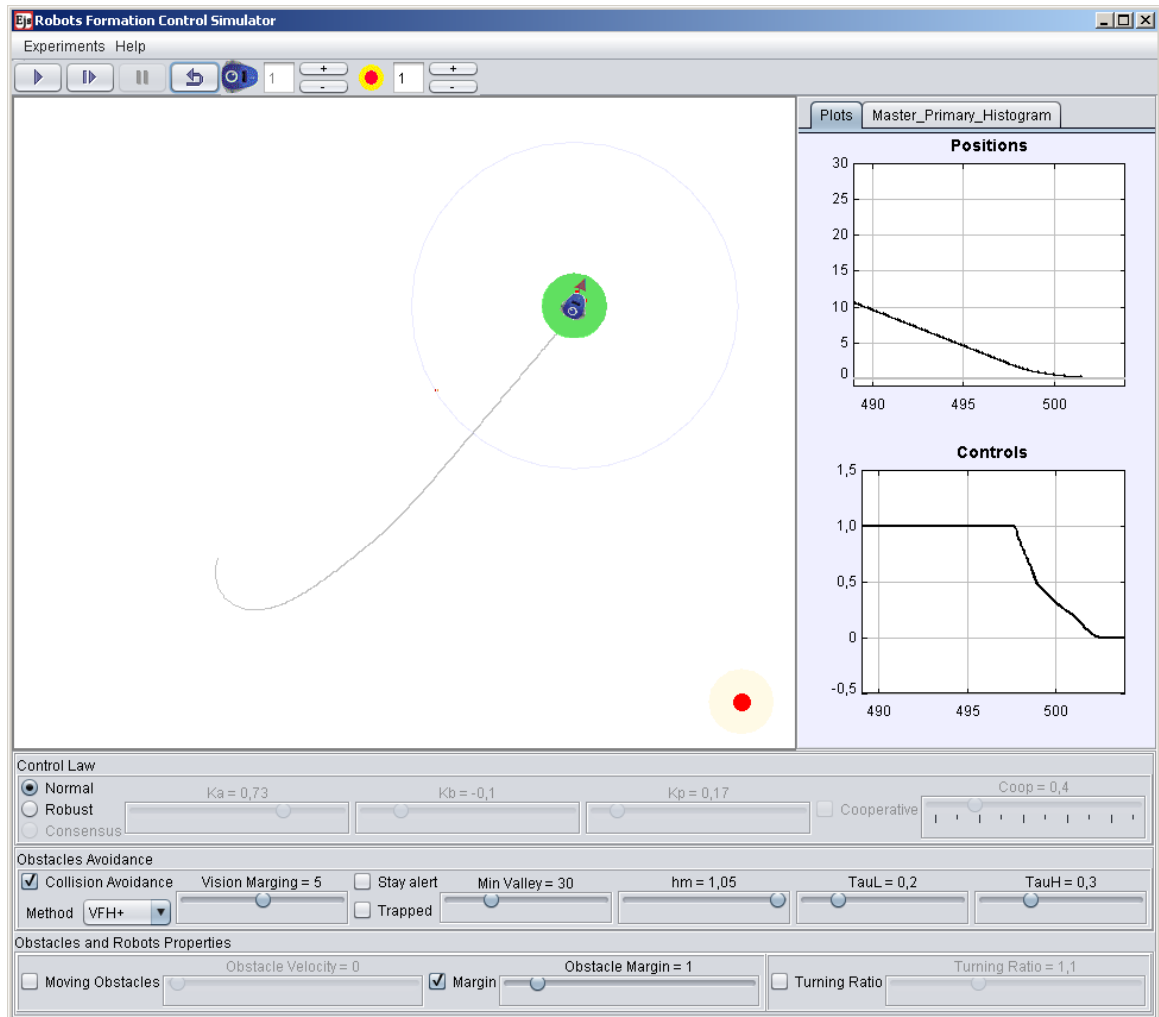 Ejs Robots Formation Control Simulator
Experiments Help
1 + - 1 + -
Plots Master_Primary_Histogram
Positions
30
25
20
15
10
5
0
490 495 500
Controls
1,5
1,0
0,5
0
-0,5
490 495 500
Control Law
Normal
Robust
Consensus
Ka = 0,73 Kb = -0,1 Kp = 0,17 Cooperative Coop = 0,4
Obstacles Avoidance
Collision Avoidance Vision Marging = 5 Stay alert Min Valley = 30 hm = 1,05 TauL = 0,2 TauH = 0,3
Method VFH+ Trapped
Obstacles and Robots Properties
Obstacle Velocity = 0 Obstacle Margin = 1 Turning Ratio = 1,1
Moving Obstacles Margin Turning Ratio